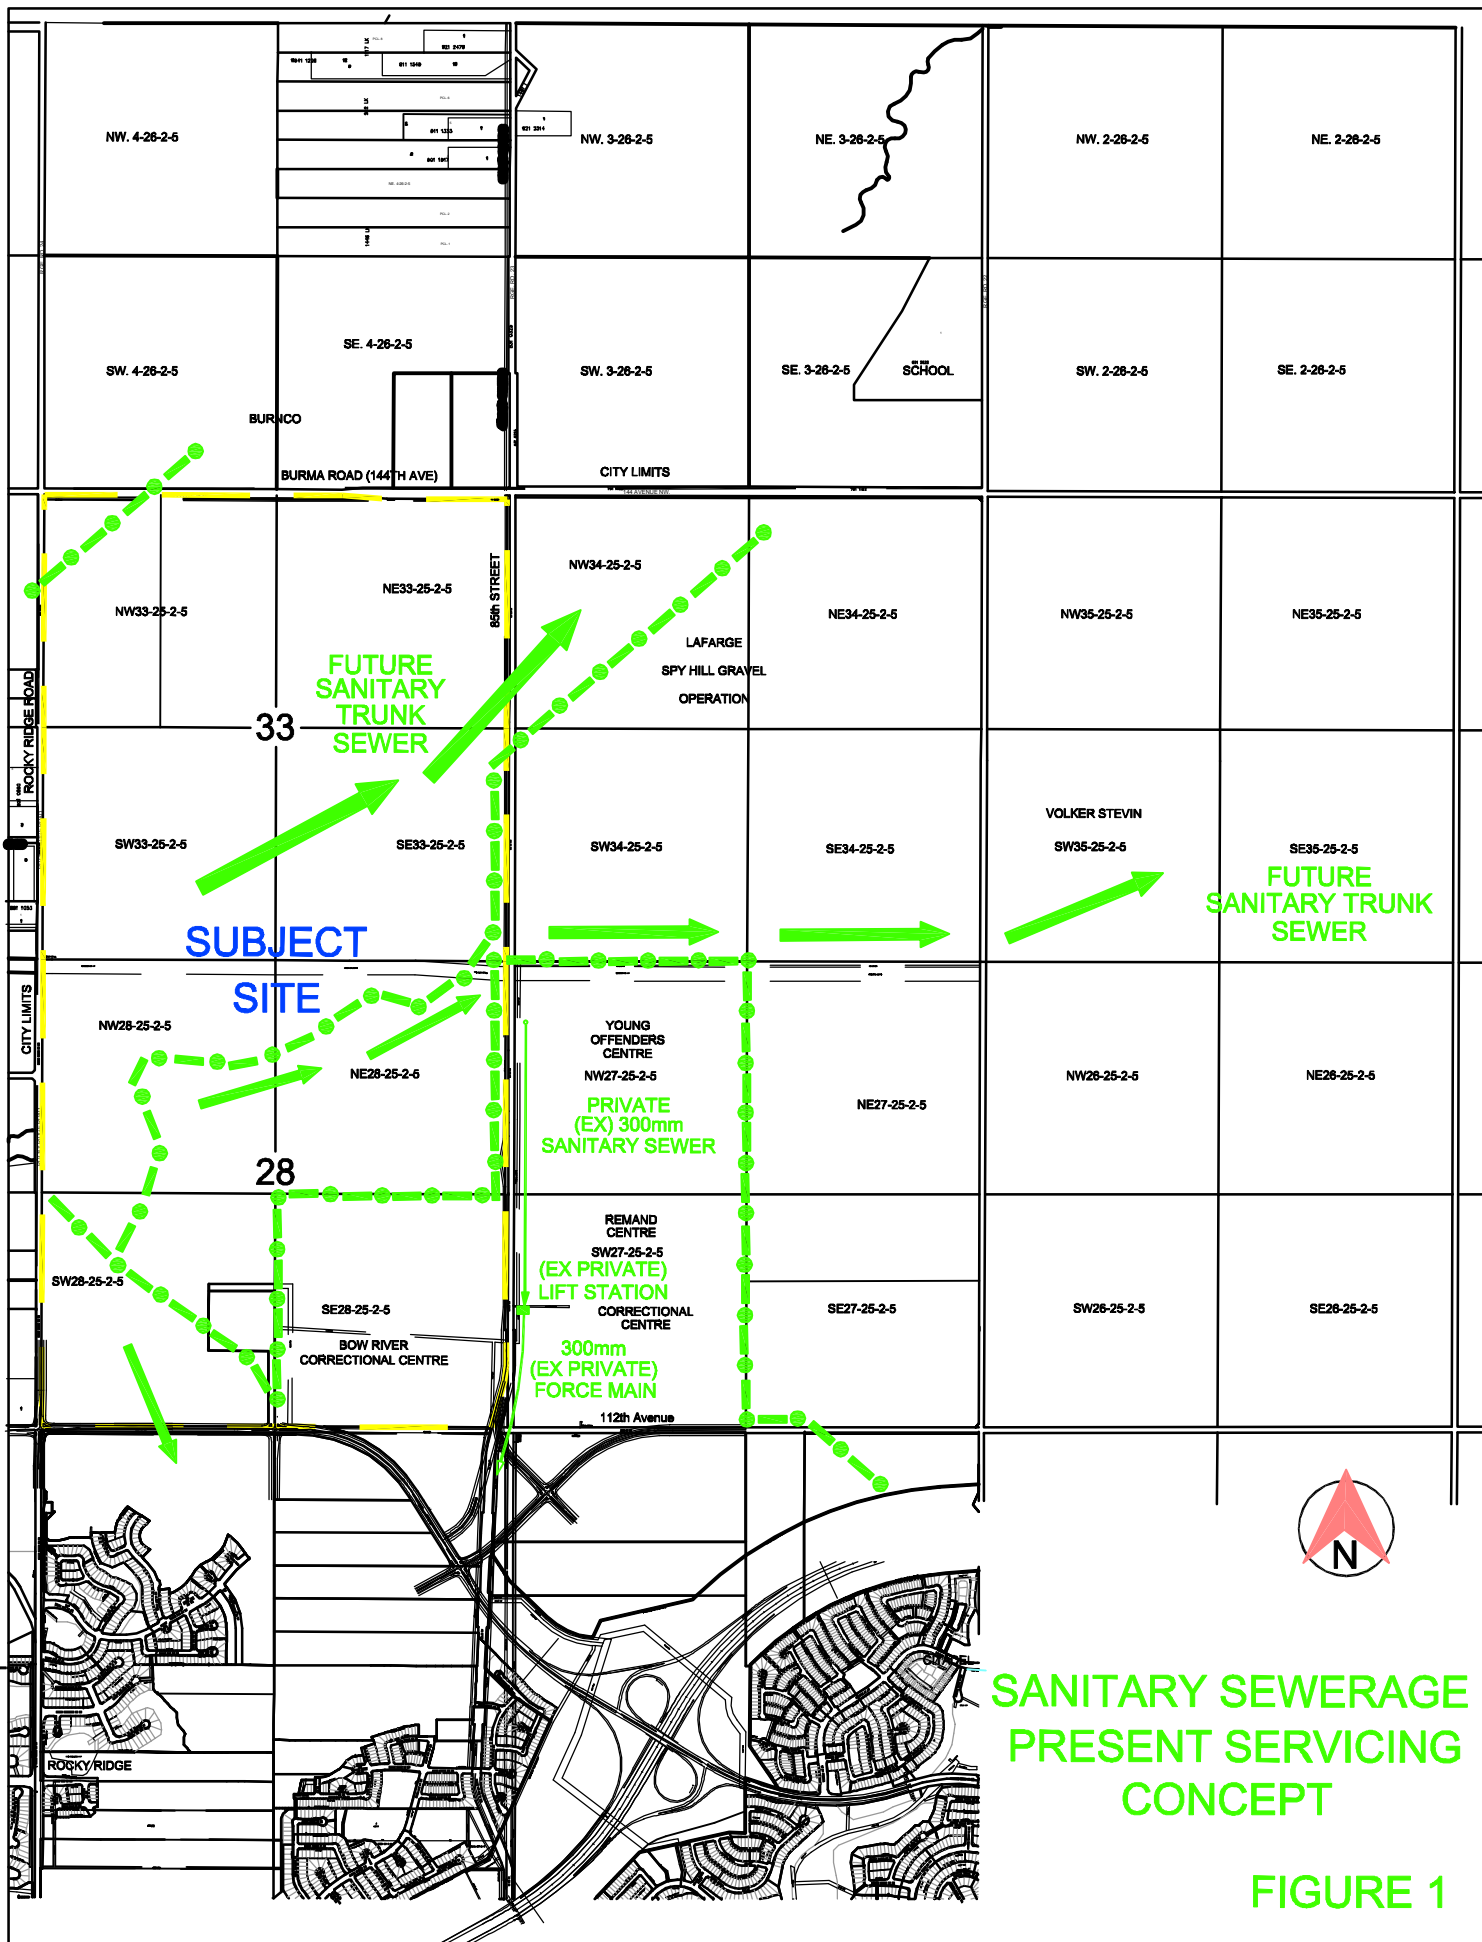 NW. 4-26-2-5
NW. 3-26-2-5
NE. 3-26-2-5
NW. 2-26-2-5
NE. 2-26-2-5
SW. 4-26-2-5
SE. 4-26-2-5
SW. 3-26-2-5
SE. 3-26-2-5
SCHOOL
SW. 2-26-2-5
SE. 2-26-2-5
BURNCO
BURMA ROAD (144TH AVE)
CITY LIMITS
144 AVENUE NW.
NW33-25-2-5
NE33-25-2-5
85th STREET
NW34-25-2-5
NE34-25-2-5
NW35-25-2-5
NE35-25-2-5
LAFARGE
SPY HILL GRAVEL
OPERATION
FUTURE
SANITARY
TRUNK
SEWER
33
ROCKY RIDGE ROAD
SW33-25-2-5
SE33-25-2-5
SW34-25-2-5
SE34-25-2-5
VOLKER STEVIN
SW35-25-2-5
SE35-25-2-5
FUTURE
SANITARY TRUNK
SEWER
SUBJECT
SITE
CITY LIMITS
NW28-25-2-5
NE28-25-2-5
YOUNG
OFFENDERS
CENTRE
NW27-25-2-5
PRIVATE
(EX) 300mm
SANITARY SEWER
NE27-25-2-5
NW26-25-2-5
NE26-25-2-5
28
REMAND
CENTRE
SW27-25-2-5
(EX PRIVATE)
LIFT STATION
CORRECTIONAL
CENTRE
300mm
(EX PRIVATE)
FORCE MAIN
112th Avenue
SW28-25-2-5
SE28-25-2-5
BOW RIVER
CORRECTIONAL CENTRE
SE27-25-2-5
SW26-25-2-5
SE26-25-2-5
N
CITADEL
ROCKY RIDGE
SANITARY SEWERAGE
PRESENT SERVICING
CONCEPT
FIGURE 1